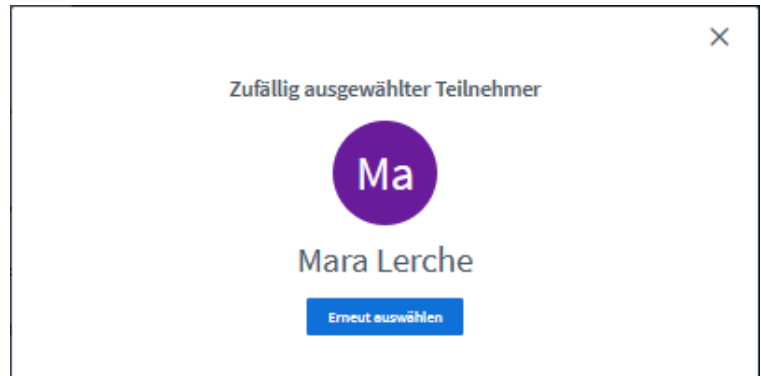 Zufällig ausgewählter Teilnehmer
Ma
Mara Lerche
Erneut auswählen